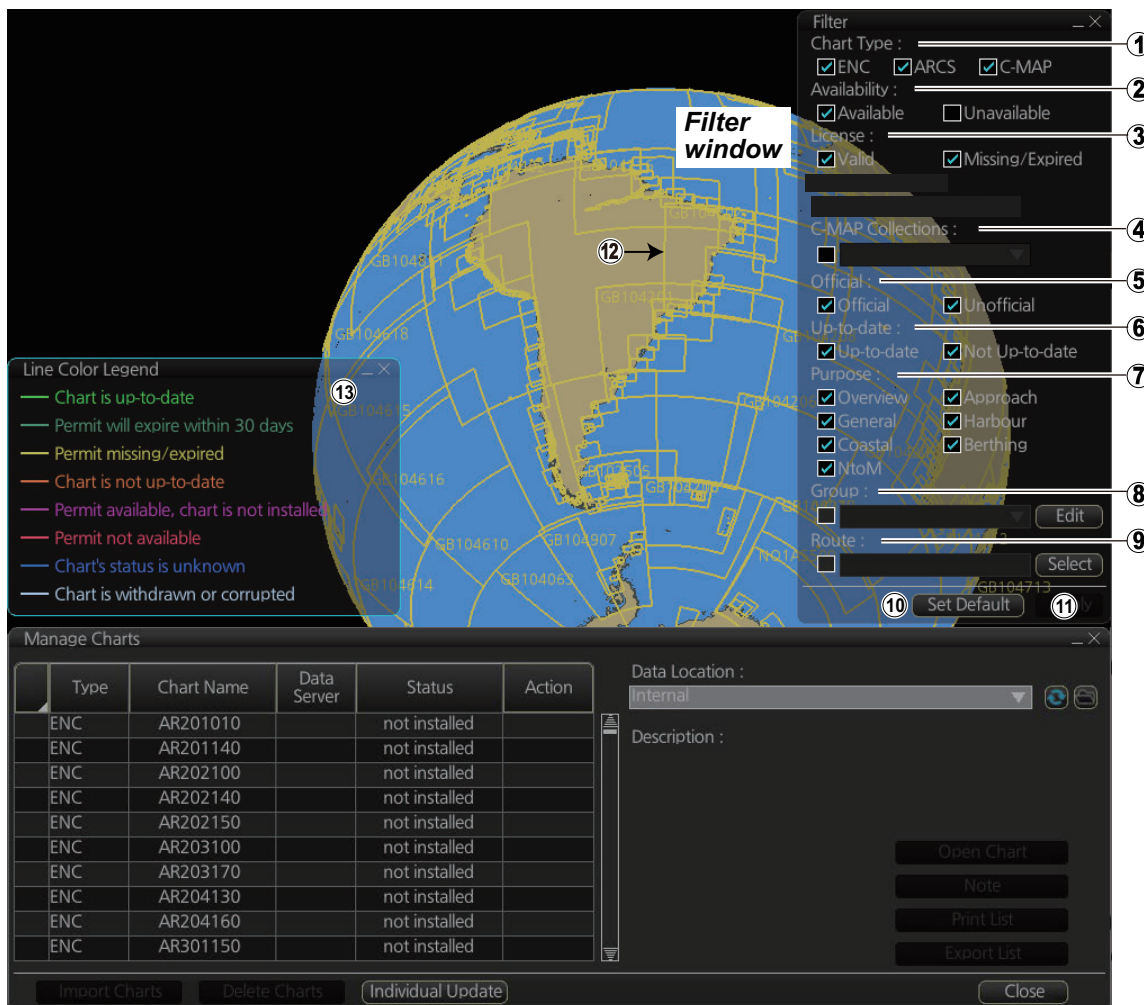 Filter
Chart Type :
1
ENC ARCS C-MAP
Availability :
2
Available Unavailable
Filter
window
License :
3
Valid Missing/Expired
C-MAP Collections :
4
12
GB1048
Official :
5
Official Unofficial
GB104201
Up-to-date :
6
GB104618
Up-to-date Not Up-to-date
Purpose :
7
Overview Approach
General Harbour
Coastal Berthing
NtoM
Group :
8
Edit
Route :
9
Select
10
Set Default
11
GB104713
Line Color Legend
13
Chart is up-to-date
GB104615
Permit will expire within 30 days
Permit missing/expired
Chart is not up-to-date
GB104616
Permit available, chart is not installed
Permit not available
GB104610 GB104907
Chart's status is unknown
GB104614 GB104063
Chart is withdrawn or corrupted
Manage Charts
Type Chart Name Data Server Status Action
ENC AR201010 not installed
ENC AR201140 not installed
ENC AR202100 not installed
ENC AR202140 not installed
ENC AR202150 not installed
ENC AR203100 not installed
ENC AR203170 not installed
ENC AR204130 not installed
ENC AR204160 not installed
ENC AR301150 not installed
Data Location :
Internal
Description :
Open Chart
Note
Print List
Export List
Import Charts Delete Charts Individual Update Close